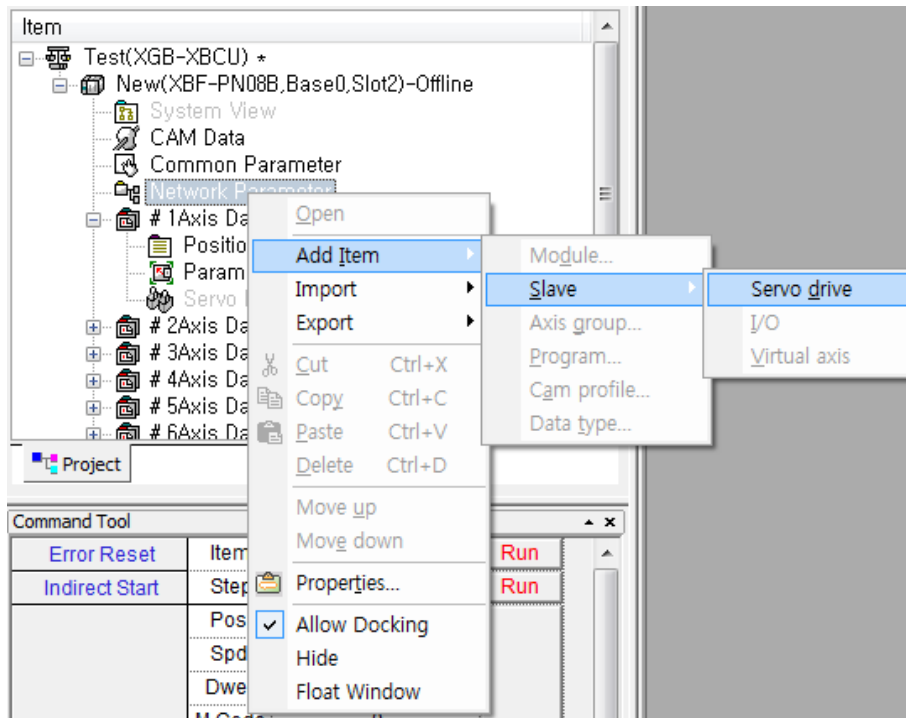 Item
Test(XGB-XBCU) *
New(XBF-PN08B,Base0,Slot2)-Offline
System View
CAM Data
Common Parameter
Network Parameter
# 1Axis Da
Positio
Param
Servo
# 2Axis Da
# 3Axis Da
# 4Axis Da
# 5Axis Da
# 6Axis Da
Project
Open
Add Item
Import
Export
Cut Ctrl+X
Copy Ctrl+C
Paste Ctrl+V
Delete Ctrl+D
Move up
Move down
Properties...
Allow Docking
Hide
Float Window
Module...
Slave
Axis group...
Program...
Cam profile...
Data type...
Servo drive
I/O
Virtual axis
Command Tool
Error Reset Item Run
Indirect Start Step Run
Pos
Spd
Dwe
M Code 0